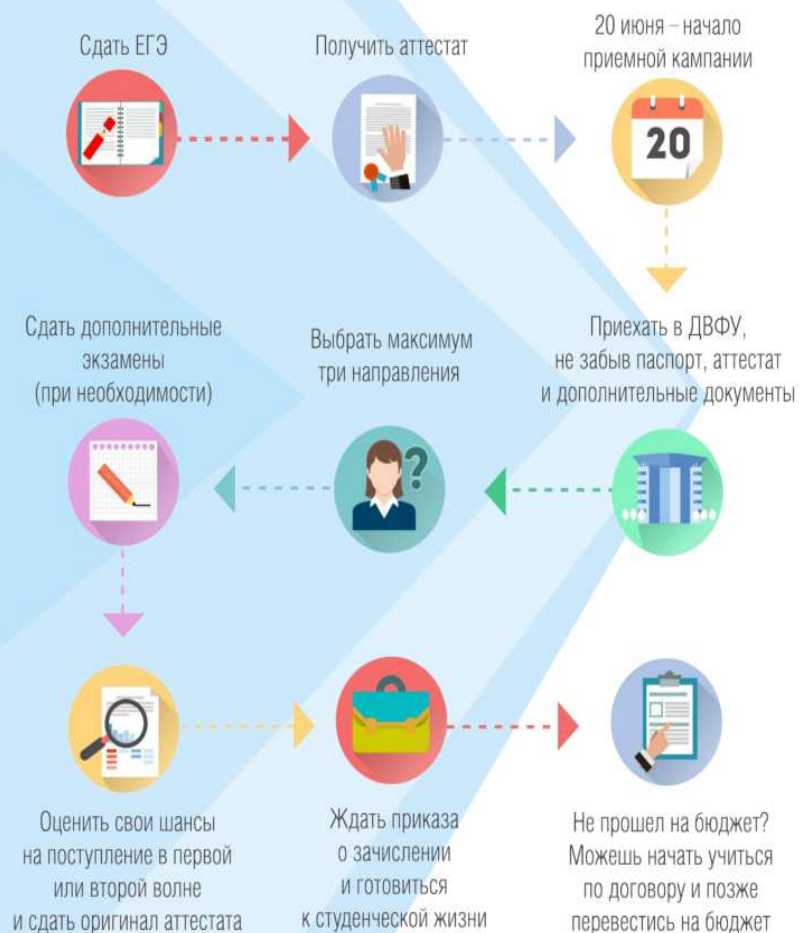 Сдать ЕГЭ
Получить аттестат
20 июня – начало
приемной кампании
20
Приехать в ДВФУ,
не забыв паспорт, аттестат
и дополнительные документы
Выбрать максимум
три направления
?
Сдать дополнительные
экзамены
(при необходимости)
Оценить свои шансы
на поступление в первой
или второй волне
и сдать оригинал аттестата
Ждать приказа
о зачислении
и готовиться
к студенческой жизни
Не прошел на бюджет?
Можешь начать учиться
по договору и позже
перевестись на бюджет